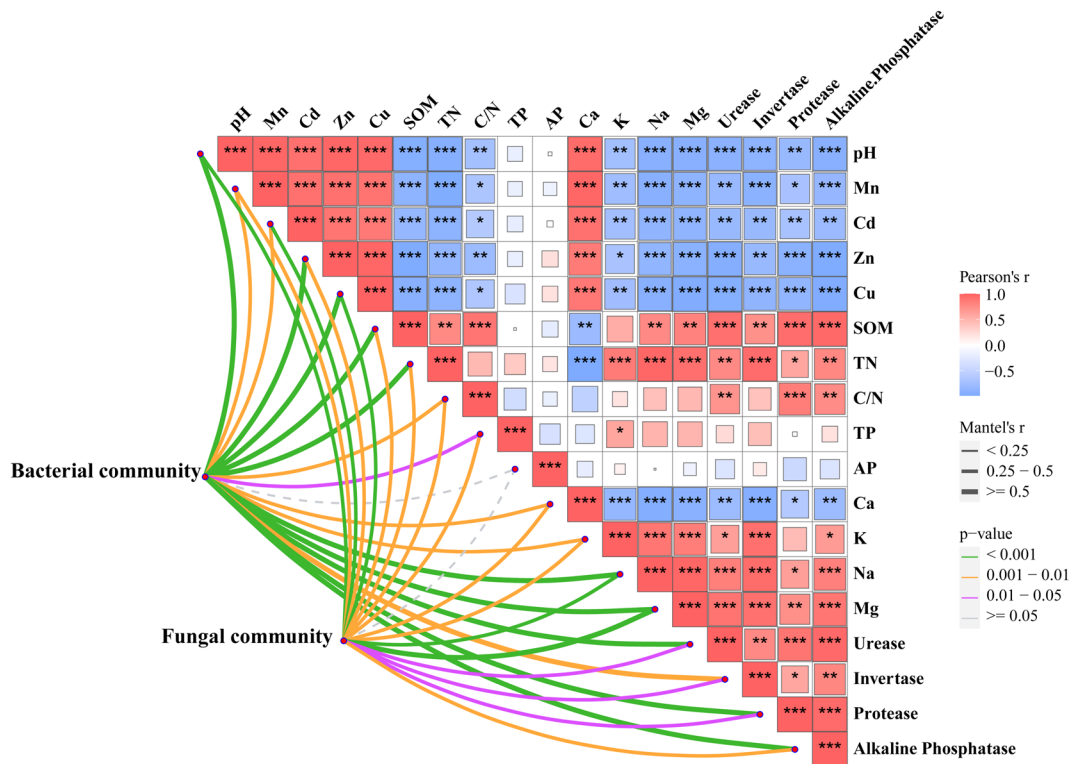 pH Mn Cd Zn Cu SOM TN C/N TP AP Ca K Na Mg Urease Invertase Protease Alkaline.Phosphatase
*** *** *** *** *** *** *** ** *** ** *** *** *** *** ** *** pH
*** *** *** *** *** *** * *** ** *** *** ** *** * *** Mn
*** *** *** *** *** * *** ** *** *** ** ** ** ** Cd
*** *** *** *** ** *** * *** *** *** ** *** *** Zn
*** *** *** * *** ** *** *** *** *** *** *** Cu
*** ** *** ** ** ** *** ** *** *** SOM
*** *** *** *** *** ** *** * ** TN
*** ** *** ** C/N
*** * TP
*** AP
*** *** *** *** ** *** * ** Ca
*** *** *** * *** * K
*** *** *** *** * *** Na
*** *** *** ** *** Mg
*** ** *** *** Urease
*** * ** Invertase
*** *** Protease
*** Alkaline Phosphatase
Bacterial community
Fungal community
Pearson's r
1.0
0.5
0.0
−0.5
Mantel's r
< 0.25
0.25 − 0.5
>= 0.5
p−value
< 0.001
0.001 − 0.01
0.01 − 0.05
>= 0.05